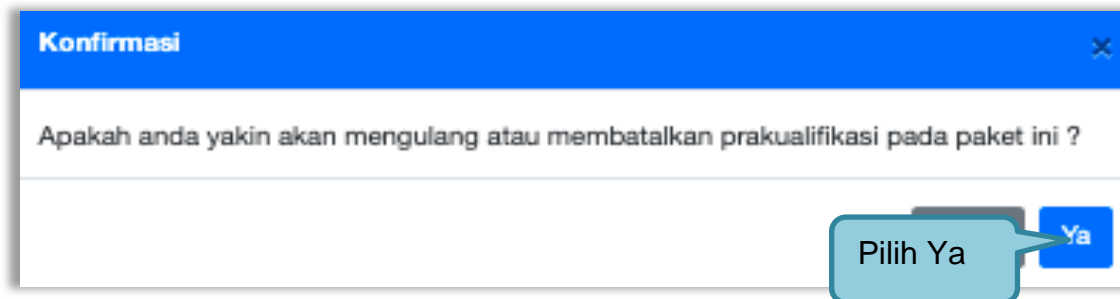 Konfirmasi
×
Apakah anda yakin akan mengulang atau membatalkan prakualifikasi pada paket ini ?
Pilih Ya
Ya